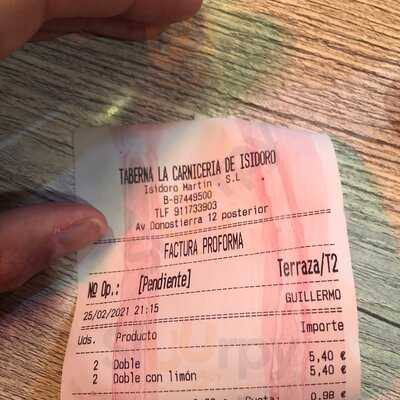 TABERNA LA CARNICERIA DE ISIDORO
Isidoro Martin , S.L
B-87449500
TLF 911733903
Av Donostierra 12 posterior
FACTURA PROFORMA
Nº Op.: [Pendiente] Terraza/T2
25/02/2021 21:15 GUILLERMO
Uds. Producto Importe
2 Doble 5,40 €
2 Doble con limón 5,40 €
0,98 €